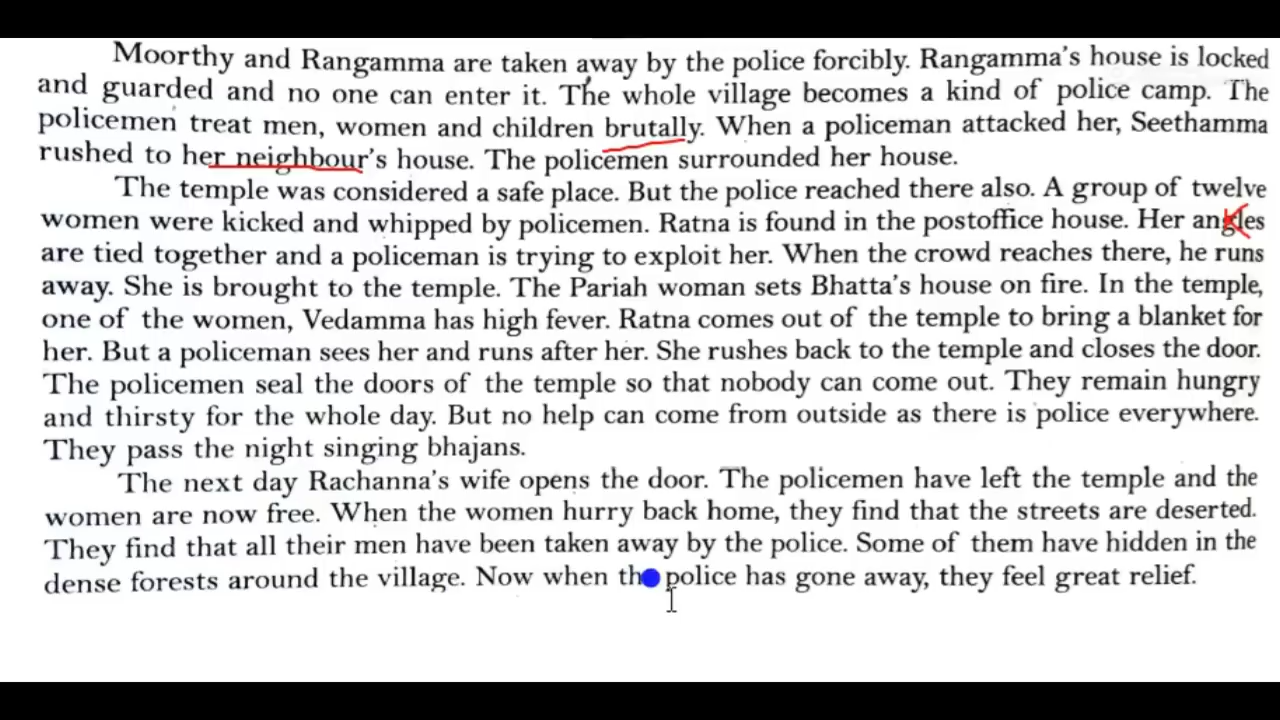 Moorthy and Rangamma are taken away by the police forcibly. Rangamma's house is locked
and guarded and no one can enter it. The whole village becomes a kind of police camp. The
policemen treat men, women and children brutally. When a policeman attacked her, Seethamma
rushed to her neighbour's house. The policemen surrounded her house.
The temple was considered a safe place. But the police reached there also. A group of twelve
women were kicked and whipped by policemen. Ratna is found in the postoffice house. Her angles
are tied together and a policeman is trying to exploit her. When the crowd reaches there, he runs
away. She is brought to the temple. The Pariah woman sets Bhatta's house on fire. In the temple,
one of the women, Vedamma has high fever. Ratna comes out of the temple to bring a blanket for
her. But a policeman sees her and runs after her. She rushes back to the temple and closes the door.
The policemen seal the doors of the temple so that nobody can come out. They remain hungry
and thirsty for the whole day. But no help can come from outside as there is police everywhere.
They pass the night singing bhajans.
The next day Rachanna's wife opens the door. The policemen have left the temple and the
women are now free. When the women hurry back home, they find that the streets are deserted.
They find that all their men have been taken away by the police. Some of them have hidden in the
dense forests around the village. Now when the police has gone away, they feel great relief.